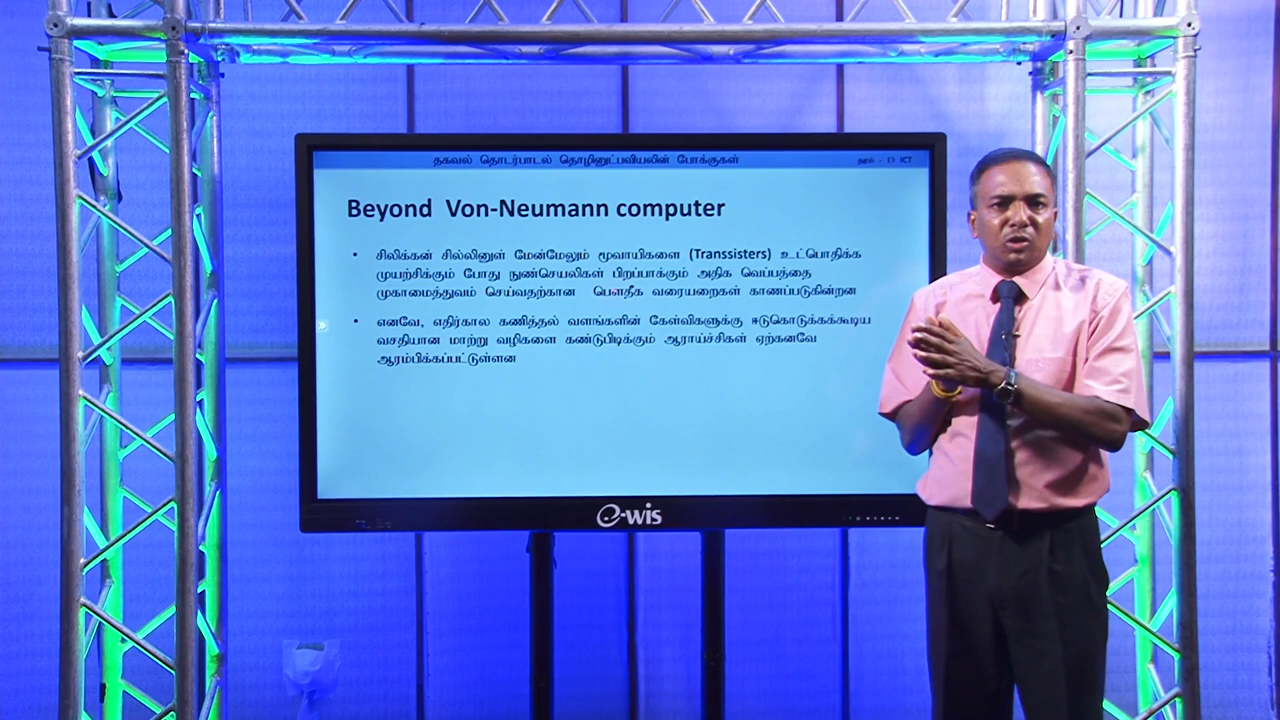 தகவல் தொடர்பாடல் தொழினுட்பவியலின் போக்குகள்
தரம் - 13 ICT
Beyond Von-Neumann computer
• சிலிக்கன் சில்லினுள் மேன்மேலும் மூவாயிகளை (Transsisters) உட்பொதிக்க
முயற்சிக்கும் போது நுண்செயலிகள் பிறப்பாக்கும் அதிக வெப்பத்தை
முகாமைத்துவம் செய்வதற்கான பௌதீக வரையறைகள் காணப்படுகின்றன
• எனவே, எதிர்கால கணித்தல் வளங்களின் கேள்விகளுக்கு ஈடுகொடுக்கக்கூடிய
வசதியான மாற்று வழிகளை கண்டுபிடிக்கும் ஆராய்ச்சிகள் ஏற்கனவே
ஆரம்பிக்கப்பட்டுள்ளன
e-wis